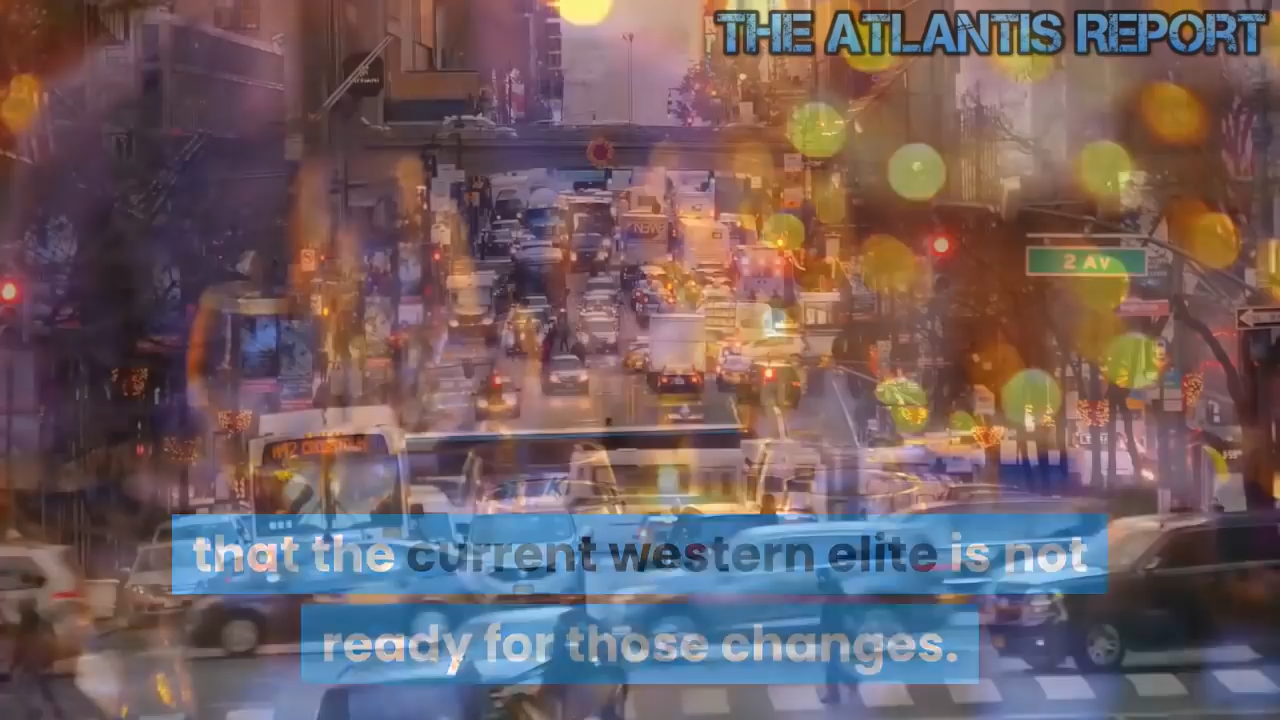 THE ATLANTIS REPORT
2 AV
that the current western elite is not
ready for those changes.